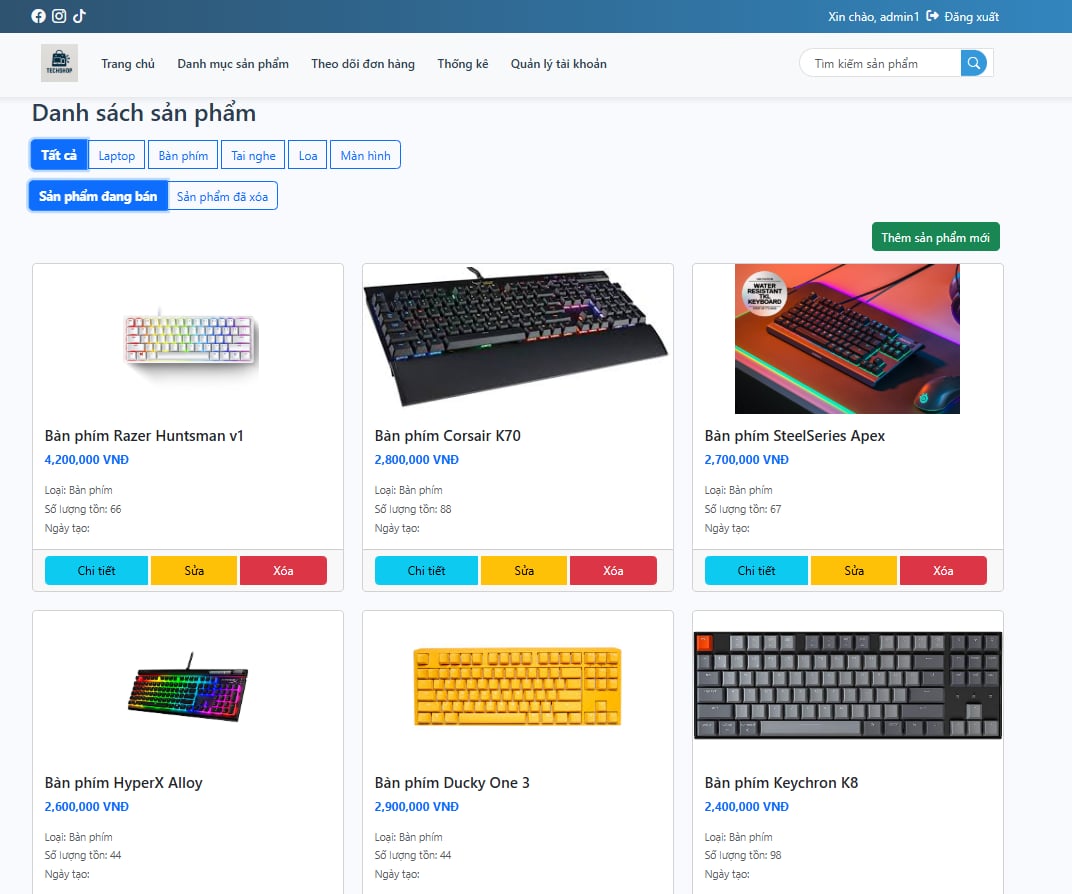 Xin chào, admin1 Đăng xuất
TECHSHOP
Trang chủ Danh mục sản phẩm Theo dõi đơn hàng Thống kê Quản lý tài khoản
Tìm kiếm sản phẩm
Danh sách sản phẩm
Tất cả Laptop Bàn phím Tai nghe Loa Màn hình
Sản phẩm đang bán Sản phẩm đã xóa
Thêm sản phẩm mới
WATER
RESISTANT
TKL
KEYBOARD
Bàn phím Razer Huntsman v1
4,200,000 VNĐ
Loại: Bàn phím
Số lượng tồn: 66
Ngày tạo:
Chi tiết Sửa Xóa
Bàn phím Corsair K70
2,800,000 VNĐ
Loại: Bàn phím
Số lượng tồn: 88
Ngày tạo:
Chi tiết Sửa Xóa
Bàn phím SteelSeries Apex
2,700,000 VNĐ
Loại: Bàn phím
Số lượng tồn: 67
Ngày tạo:
Chi tiết Sửa Xóa
Bàn phím HyperX Alloy
2,600,000 VNĐ
Loại: Bàn phím
Số lượng tồn: 44
Ngày tạo:
Bàn phím Ducky One 3
2,900,000 VNĐ
Loại: Bàn phím
Số lượng tồn: 44
Ngày tạo:
Bàn phím Keychron K8
2,400,000 VNĐ
Loại: Bàn phím
Số lượng tồn: 98
Ngày tạo: